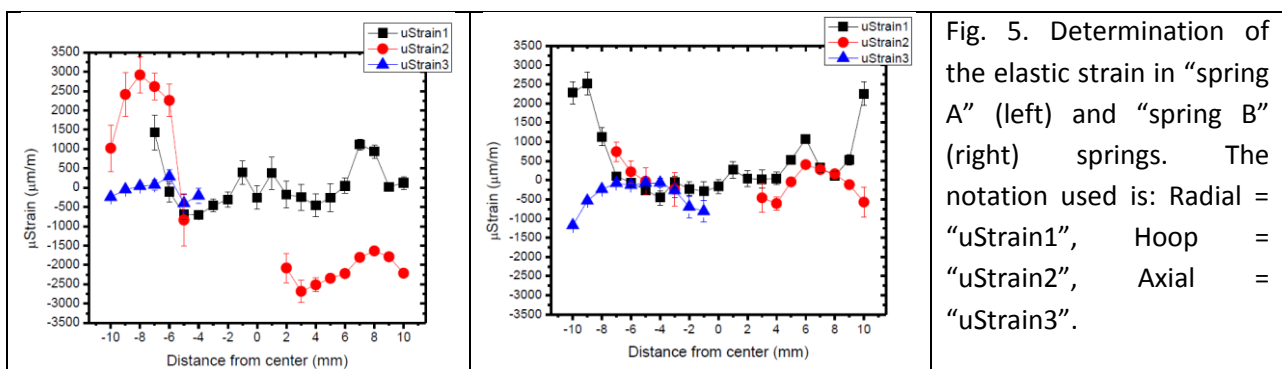 uStrain1
uStrain2
uStrain3
3500
3000
2500
2000
1500
1000
500
0
-500
-1000
-1500
-2000
-2500
-3000
-3500
µStrain (µm/m)
-10 -8 -6 -4 -2 0 2 4 6 8 10
Distance from center (mm)
uStrain1
uStrain2
uStrain3
3500
3000
2500
2000
1500
1000
500
0
-500
-1000
-1500
-2000
-2500
-3000
-3500
µStrain (µm/m)
-10 -8 -6 -4 -2 0 2 4 6 8 10
Distance from center (mm)
Fig. 5. Determination of
the elastic strain in “spring
A” (left) and “spring B”
(right) springs. The
notation used is: Radial =
“uStrain1”, Hoop =
“uStrain2”, Axial =
“uStrain3”.